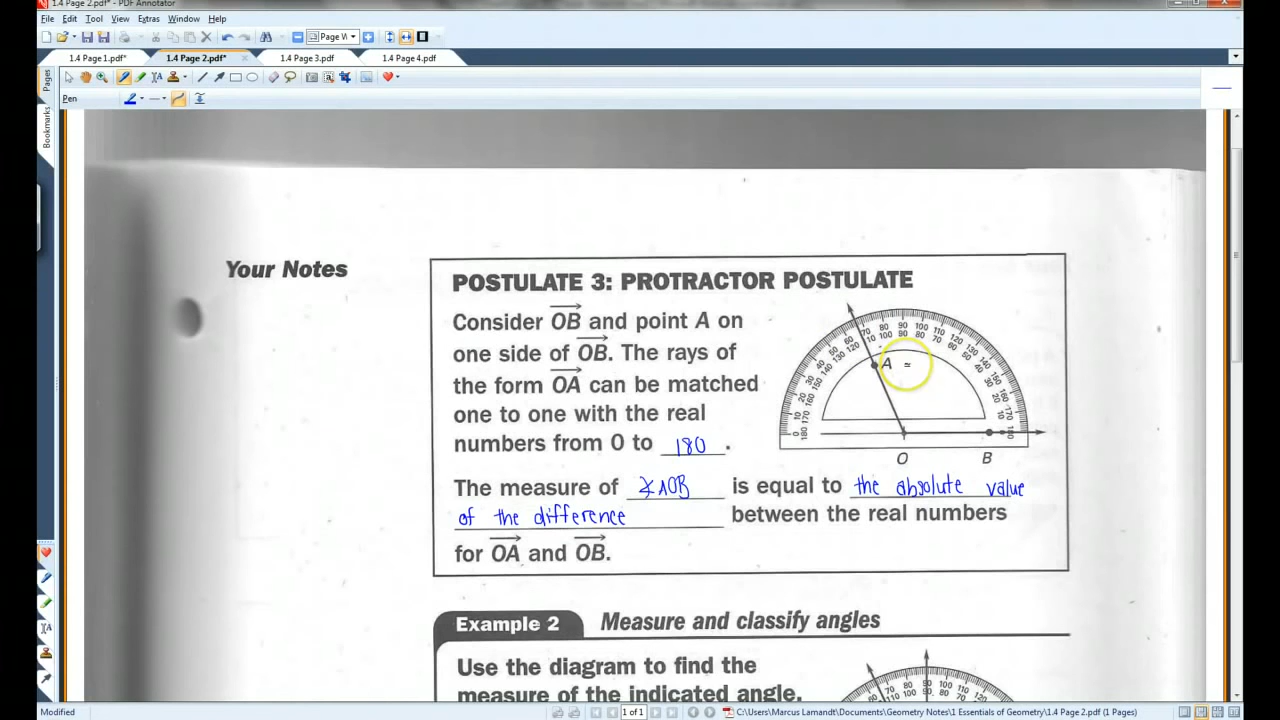 1.4 Page 2.pdf* - PDF Annotator
File Edit Tool View Extras Window Help
Page W
1.4 Page 1.pdf* 1.4 Page 2.pdf* 1.4 Page 3.pdf 1.4 Page 4.pdf
Pen
Pages
Bookmarks
Your Notes
POSTULATE 3: PROTRACTOR POSTULATE
Consider OB and point A on
one side of OB. The rays of
the form OA can be matched
one to one with the real
numbers from 0 to 180.
A
O B
The measure of ∡AOB is equal to the absolute value
of the difference between the real numbers
for OA and OB.
Example 2 Measure and classify angles
Use the diagram to find the
measure of the indicated angle.
Modified 1 of 1 C:\Users\Marcus Lamandt\Documents\Geometry Notes\1 Essentials of Geometry\1.4 Page 2.pdf (1 Pages)